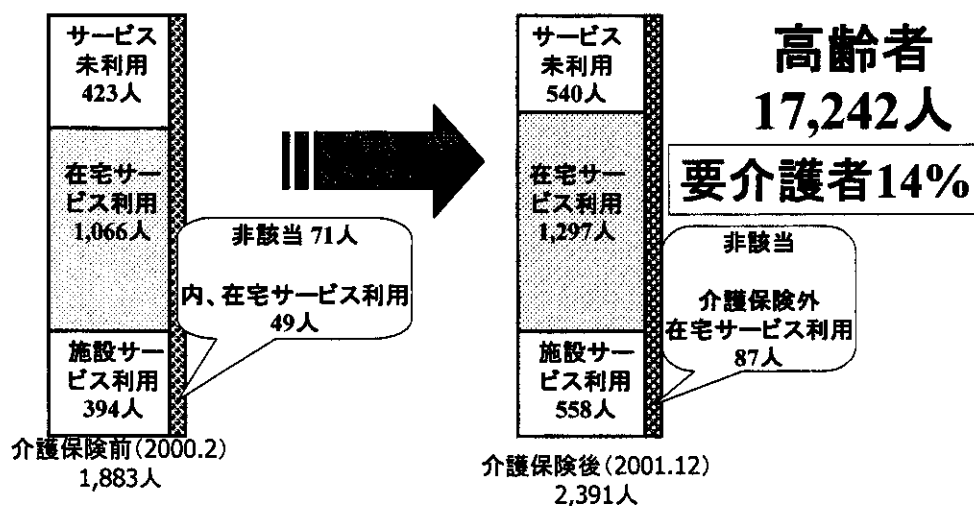 サービス
未利用
423人
在宅サー
ビス利用
1,066人
非該当 71人
内、在宅サービス利用
49人
施設サー
ビス利用
394人
介護保険前(2000.2)
1,883人
サービス
未利用
540人
在宅サー
ビス利用
1,297人
非該当
介護保険外
在宅サービス利用
87人
施設サー
ビス利用
558人
介護保険後(2001.12)
2,391人
高齢者
17,242人
要介護者14%